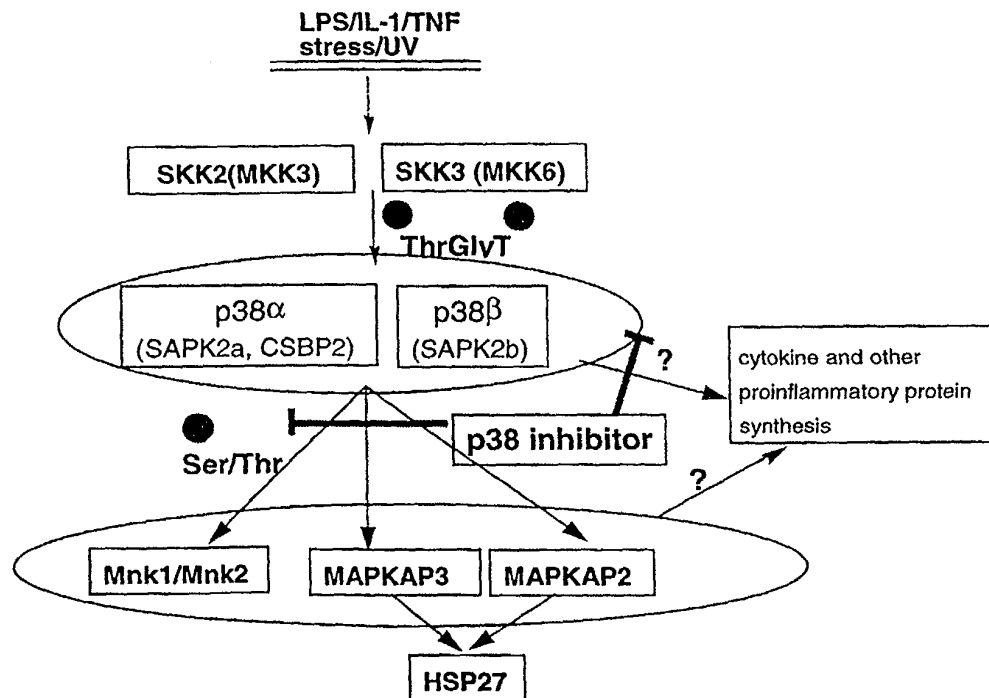 LPS/IL-1/TNF
stress/UV
SKK2(MKK3)
SKK3 (MKK6)
ThrGlyT
p38α
(SAPK2a, CSBP2)
p38β
(SAPK2b)
?
cytokine and other
proinflammatory protein
synthesis
p38 inhibitor
Ser/Thr
?
Mnk1/Mnk2
MAPKAP3
MAPKAP2
HSP27